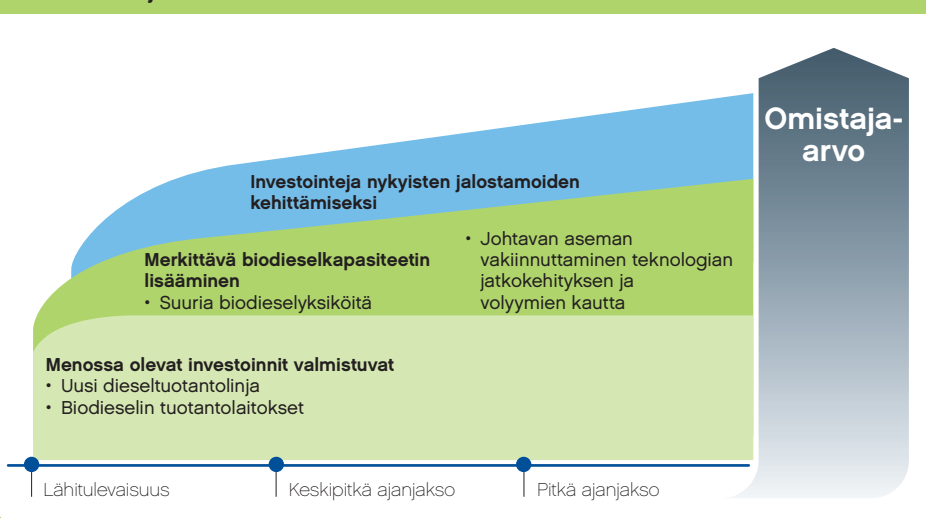 Omistaja-
arvo
Investointeja nykyisten jalostamoiden
kehittämiseksi
Merkittävä biodieselkapasiteetin
lisääminen
• Suuria biodieselyksiköitä
• Johtavan aseman
vakiinnuttaminen teknologian
jatkokehityksen ja
volyymien kautta
Menossa olevat investoinnit valmistuvat
• Uusi dieseltuotantolinja
• Biodieselin tuotantolaitokset
Lähitulevaisuus
Keskipitkä ajanjakso
Pitkä ajanjakso